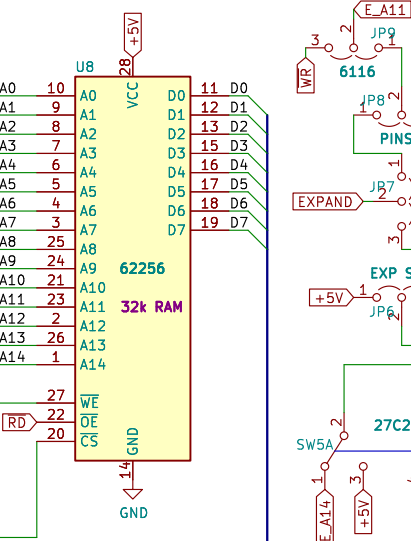 +5V
U8
28
VCC
A0 10 A0 D0 11 D0
A1 9 A1 D1 12 D1
A2 8 A2 D2 13 D2
A3 7 A3 D3 15 D3
A4 6 A4 D4 16 D4
A5 5 A5 D5 17 D5
A6 4 A6 D6 18 D6
A7 3 A7 D7 19 D7
A8 25 A8
A9 24 A9
A10 21 A10
A11 23 A11
A12 2 A12
A13 26 A13
A14 1 A14
62256
32k RAM
27 WE
RD 22 OE
20 CS
GND
14
GND
E_A11
2
JP9
3 1
WR
6116
JP8
1 2
PINS
1
JP7
EXPAND 2
3
EXP S
+5V 1
JP6
2
2
27C2
SW5A
1 3
E_A14
+5V